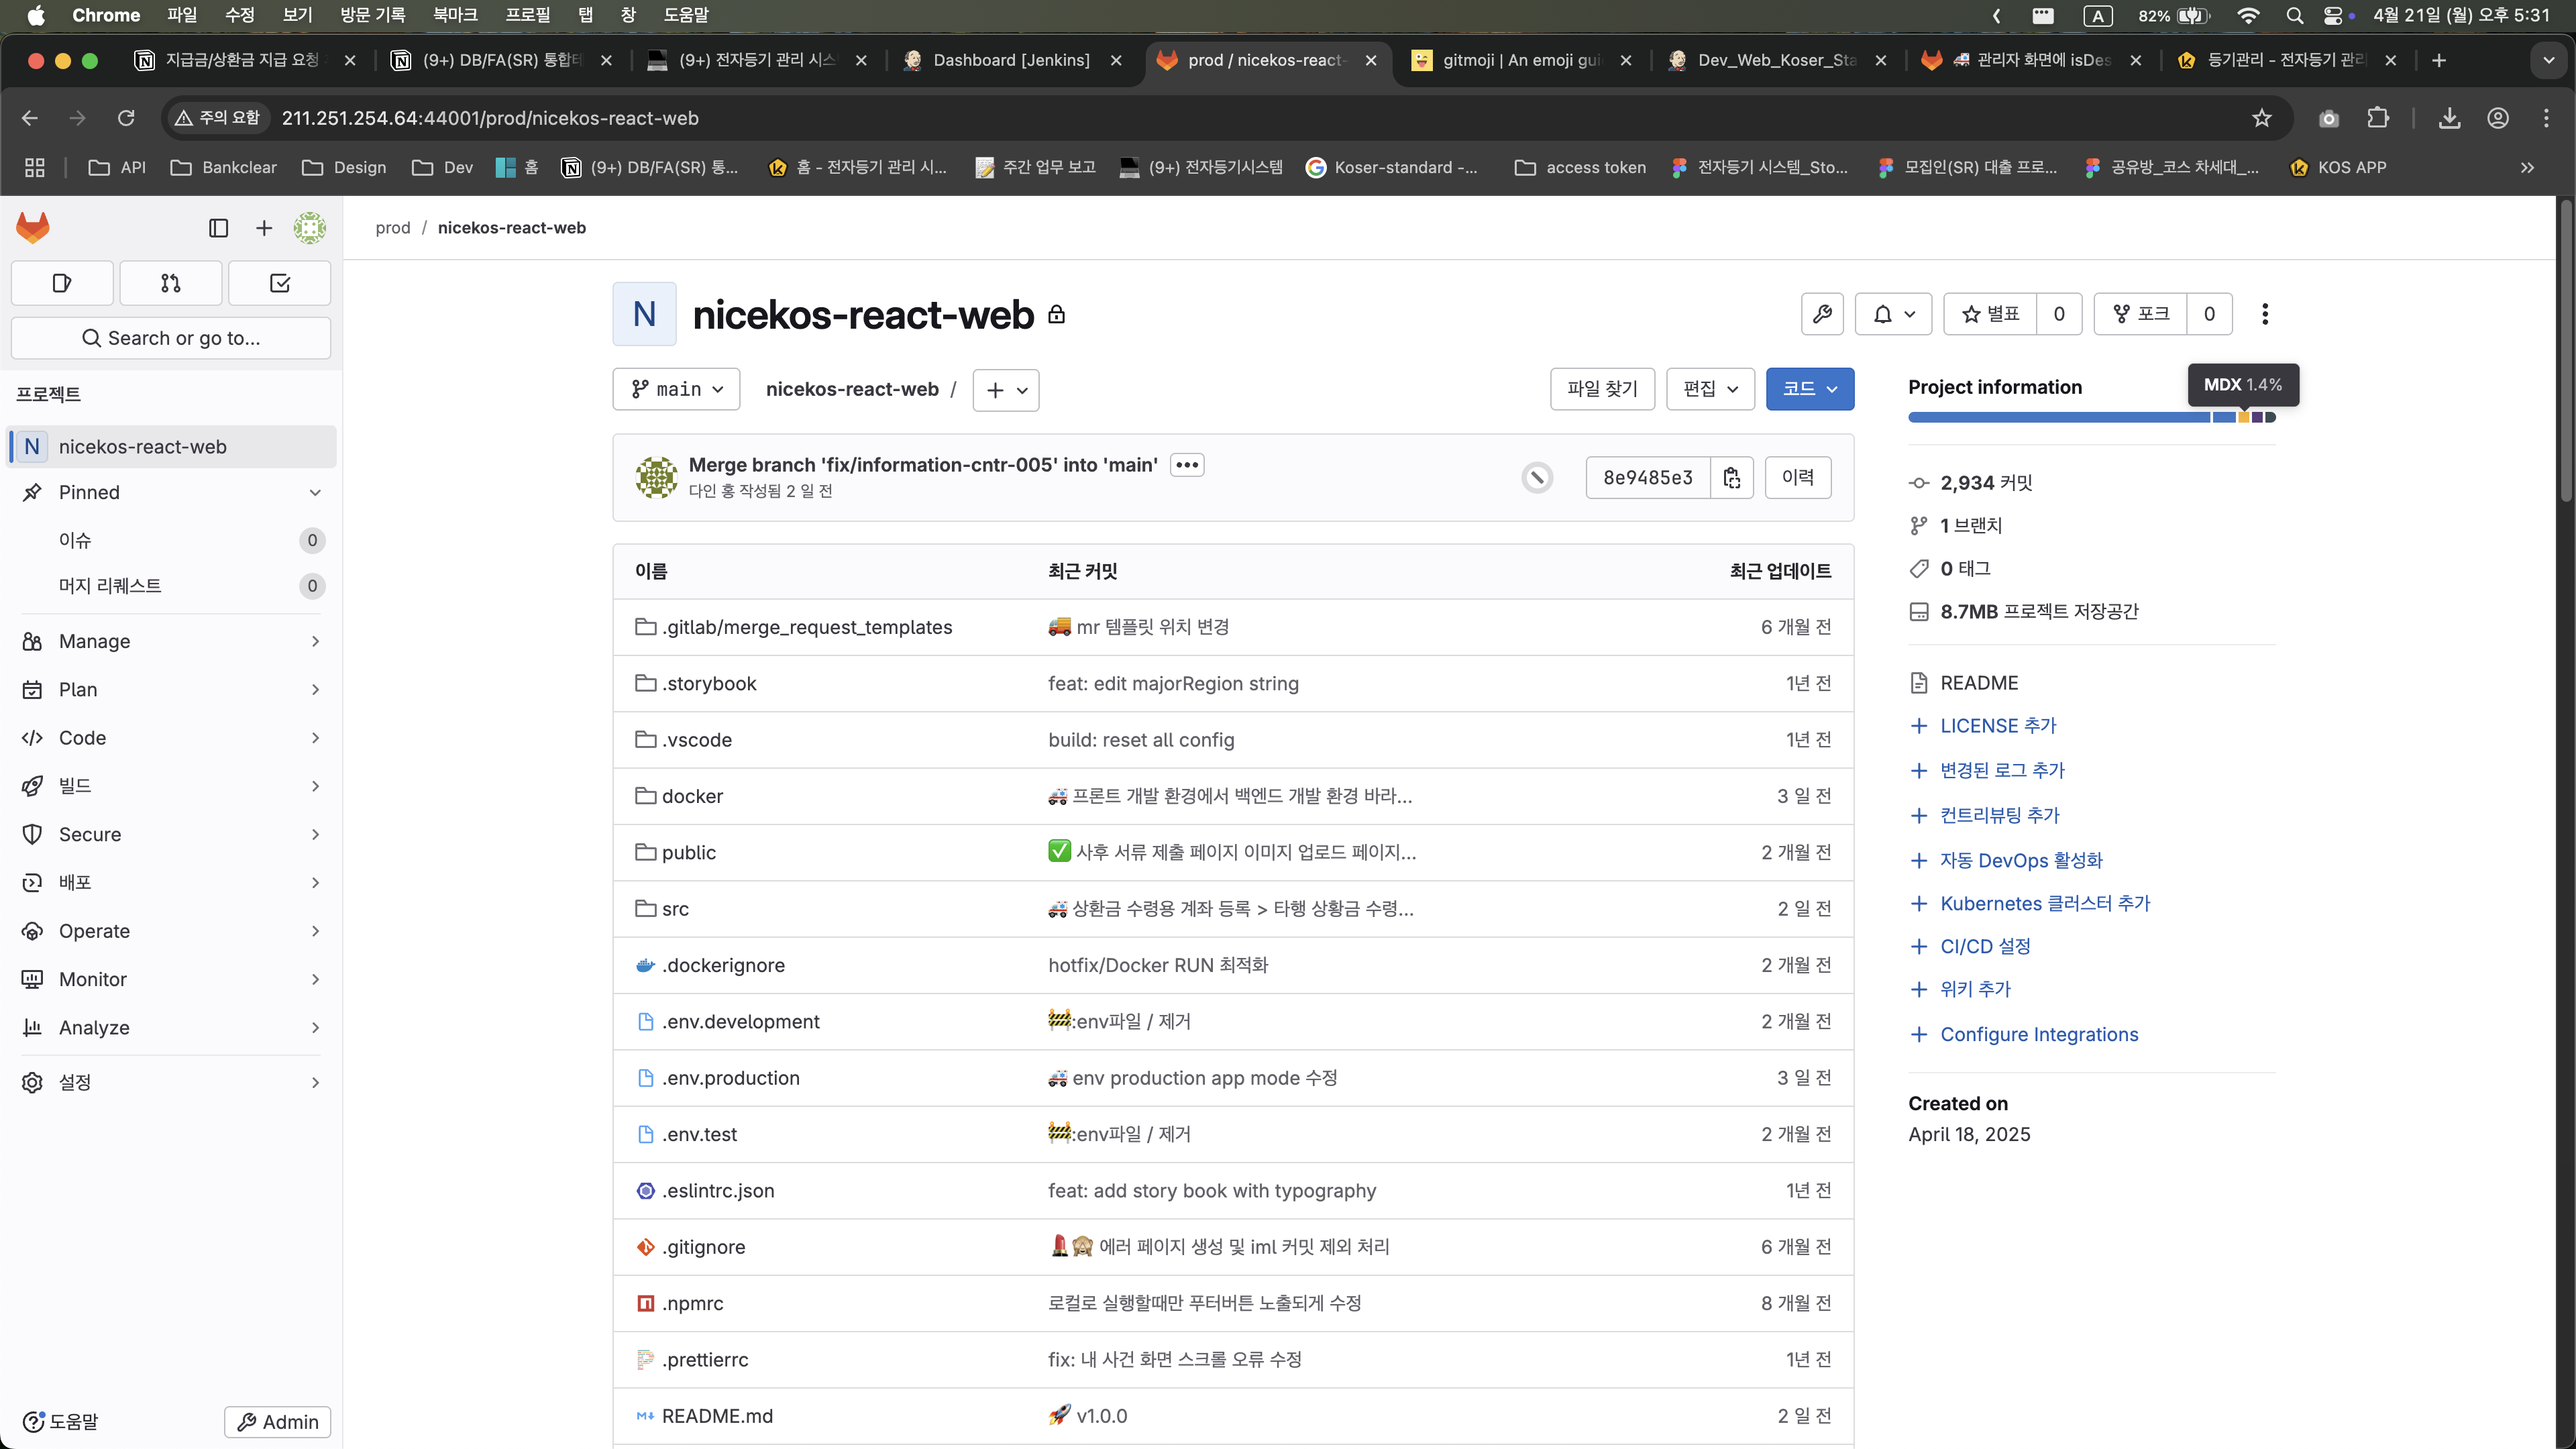 Chrome 파일 수정 보기 방문 기록 북마크 프로필 탭 창 도움말
A 82% 4월 21일 (월) 오후 5:31
지급금/상환금 지급 요청
(9+) DB/FA(SR) 통합테
(9+) 전자등기 관리 시스
Dashboard [Jenkins]
prod / nicekos-react-
gitmoji | An emoji gui
Dev_Web_Koser_Sta
🚑 관리자 화면에 isDes
등기관리 - 전자등기 관리
주의 요함
211.251.254.64:44001/prod/nicekos-react-web
API
Bankclear
Design
Dev
홈
(9+) DB/FA(SR) 통...
홈 - 전자등기 관리 시...
주간 업무 보고
(9+) 전자등기시스템
Koser-standard -...
access token
전자등기 시스템_Sto...
모집인(SR) 대출 프로...
공유방_코스 차세대_...
KOS APP
prod / nicekos-react-web
Search or go to...
프로젝트
N nicekos-react-web
Pinned
이슈 0
머지 리퀘스트 0
Manage
Plan
Code
빌드
Secure
배포
Operate
Monitor
Analyze
설정
도움말
Admin
N nicekos-react-web
별표 0
포크 0
main
nicekos-react-web /
파일 찾기
편집
코드
Merge branch 'fix/information-cntr-005' into 'main'
다인 홍 작성됨 2 일 전
8e9485e3
이력
이름 최근 커밋 최근 업데이트
.gitlab/merge_request_templates 🚚 mr 템플릿 위치 변경 6 개월 전
.storybook feat: edit majorRegion string 1년 전
.vscode build: reset all config 1년 전
docker 🚑 프론트 개발 환경에서 백엔드 개발 환경 바라... 3 일 전
public ✅ 사후 서류 제출 페이지 이미지 업로드 페이지... 2 개월 전
src 🚑 상환금 수령용 계좌 등록 > 타행 상황금 수령... 2 일 전
.dockerignore hotfix/Docker RUN 최적화 2 개월 전
.env.development 🚧:env파일 / 제거 2 개월 전
.env.production 🚑 env production app mode 수정 3 일 전
.env.test 🚧:env파일 / 제거 2 개월 전
.eslintrc.json feat: add story book with typography 1년 전
.gitignore 💄🙈 에러 페이지 생성 및 iml 커밋 제외 처리 6 개월 전
.npmrc 로컬로 실행할때만 푸터버튼 노출되게 수정 8 개월 전
.prettierrc fix: 내 사건 화면 스크롤 오류 수정 1년 전
README.md 🚀 v1.0.0 2 일 전
Project information
MDX 1.4%
2,934 커밋
1 브랜치
0 태그
8.7MB 프로젝트 저장공간
README
LICENSE 추가
변경된 로그 추가
컨트리뷰팅 추가
자동 DevOps 활성화
Kubernetes 클러스터 추가
CI/CD 설정
위키 추가
Configure Integrations
Created on
April 18, 2025